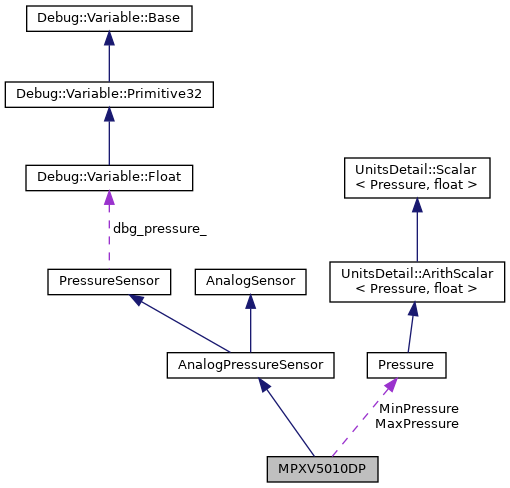 Debug::Variable::Base
Debug::Variable::Primitive32
Debug::Variable::Float
UnitsDetail::Scalar
< Pressure, float >
dbg_pressure_
PressureSensor
AnalogSensor
UnitsDetail::ArithScalar
< Pressure, float >
AnalogPressureSensor
Pressure
MinPressure
MaxPressure
MPXV5010DP